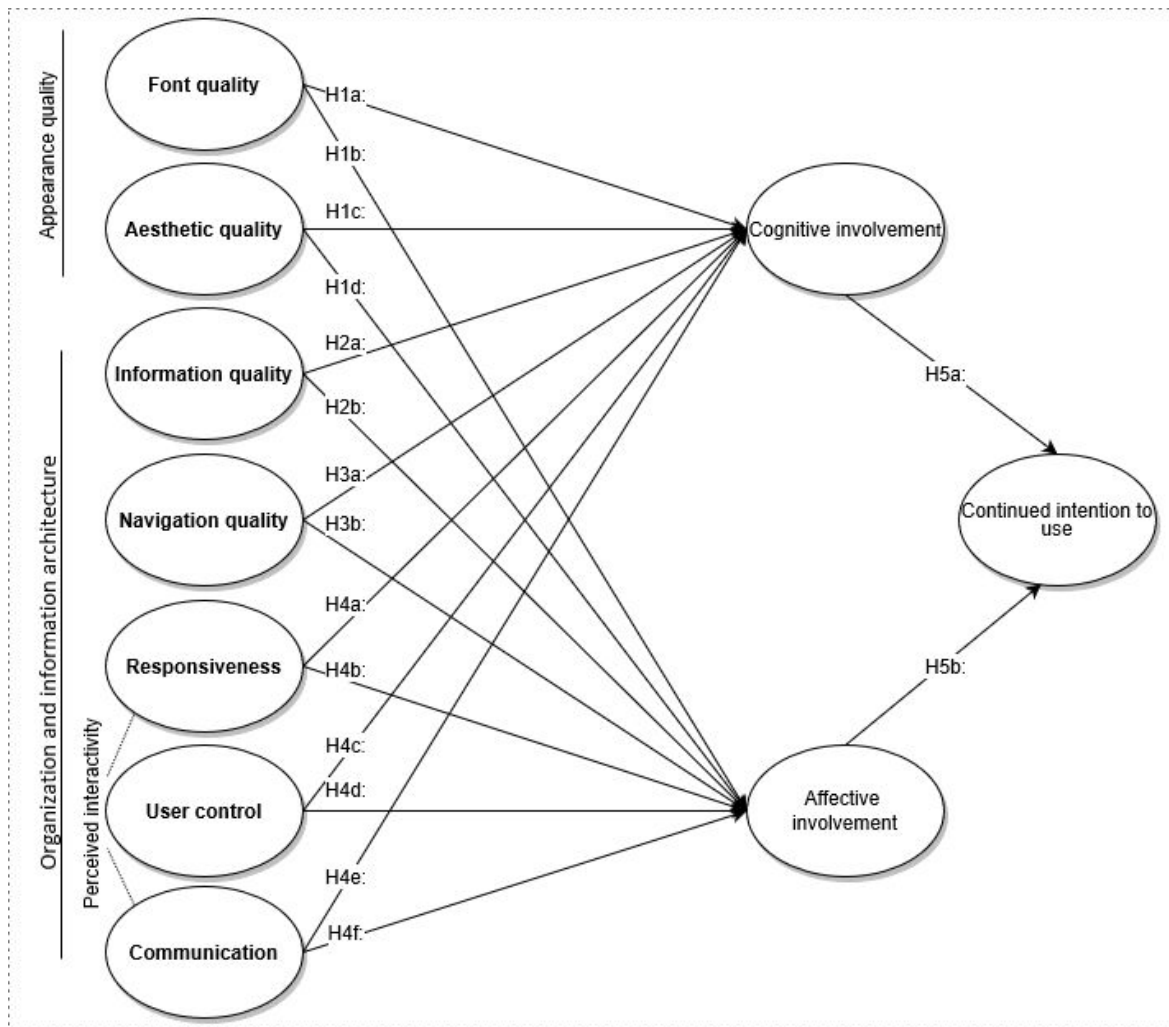 Appearance quality
Font quality
Aesthetic quality
Organization and information architecture
Information quality
Navigation quality
Perceived interactivity
Responsiveness
User control
Communication
H1a:
H1b:
H1c:
H1d:
H2a:
H2b:
H3a:
H3b:
H4a:
H4b:
H4c:
H4d:
H4e:
H4f:
Cognitive involvement
Affective
involvement
H5a:
H5b:
Continued intention to
use